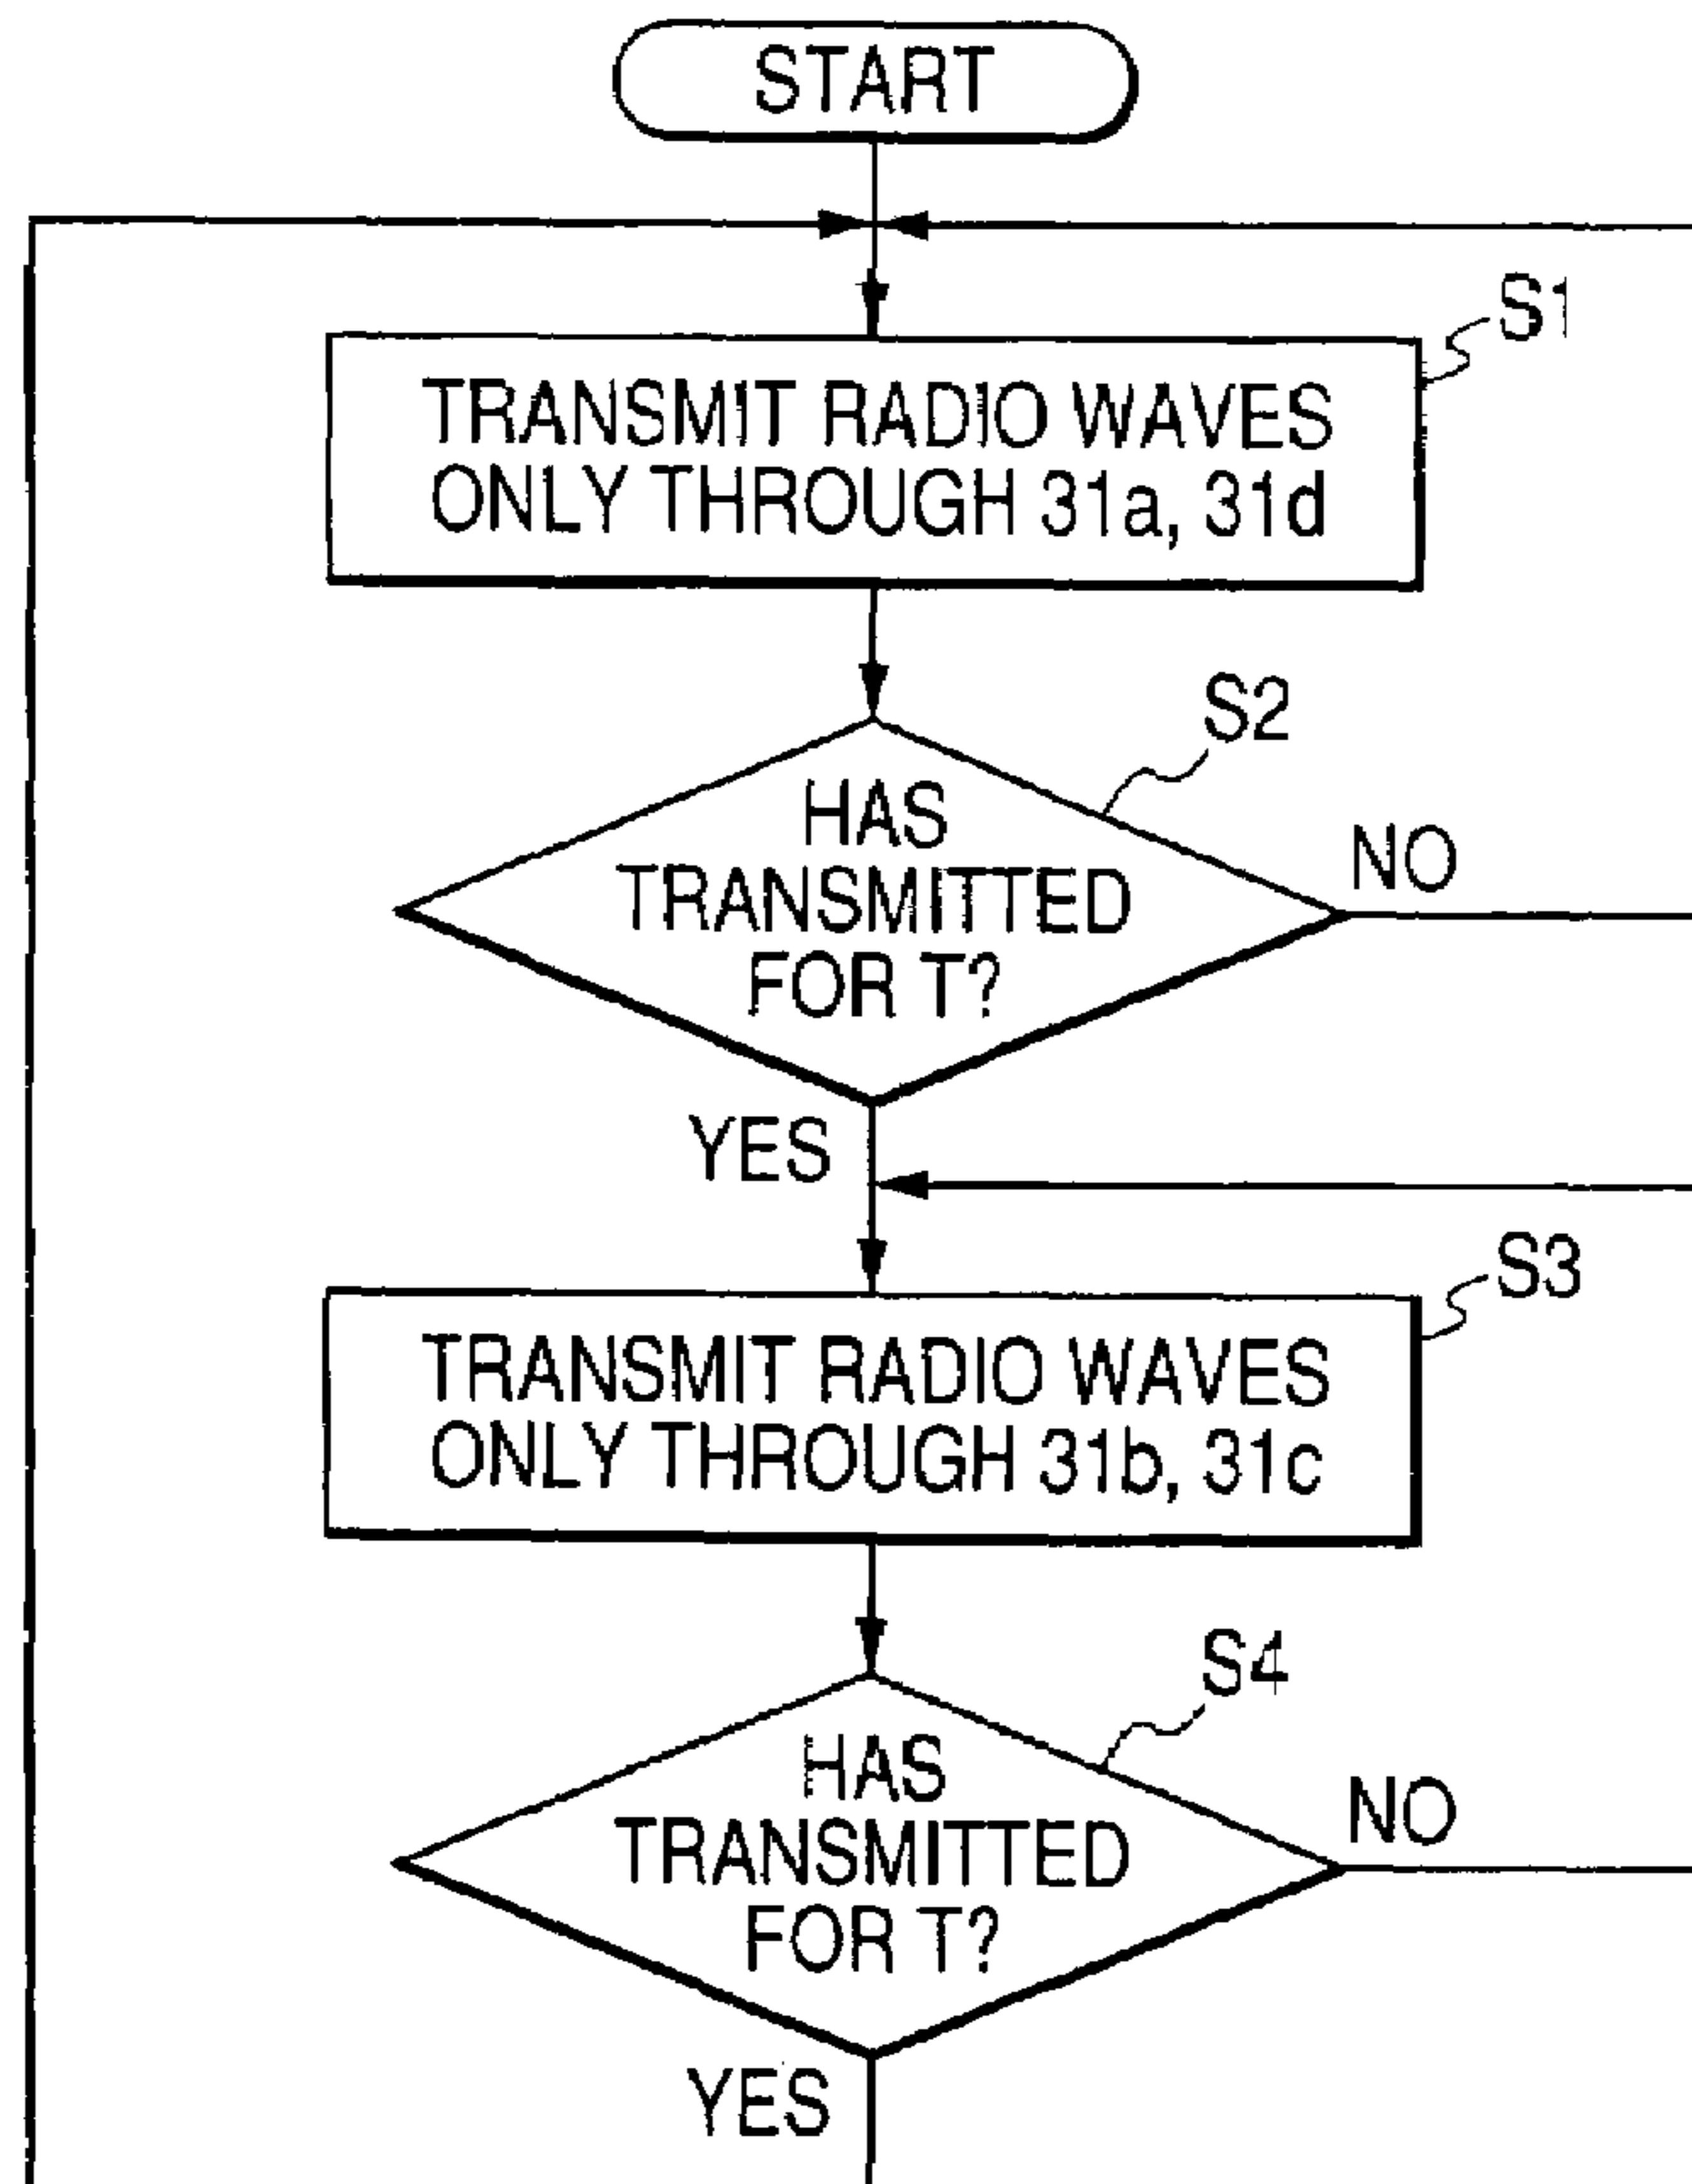 START
S1
TRANSMIT RADIO WAVES
ONLY THROUGH 31a, 31d
S2
HAS
TRANSMITTED
FOR T?
NO
YES
S3
TRANSMIT RADIO WAVES
ONLY THROUGH 31b, 31c
S4
HAS
TRANSMITTED
FOR T?
NO
YES